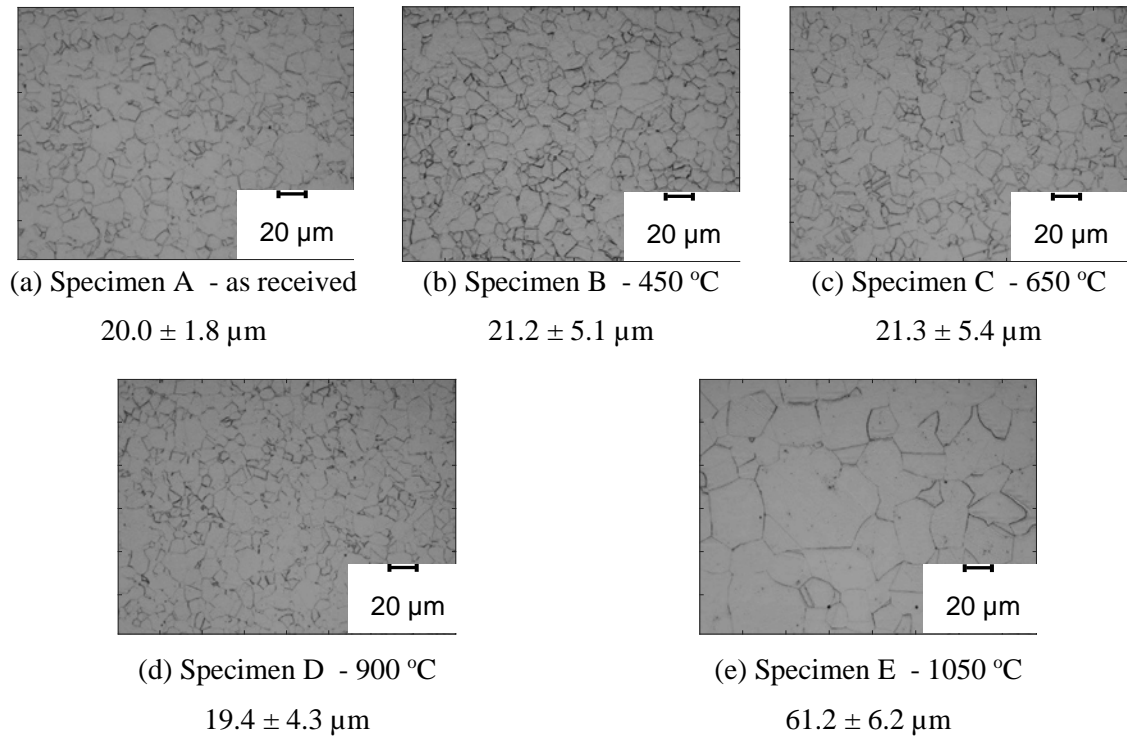 20 µm
20 µm
20 µm
(a) Specimen A - as received
(b) Specimen B - 450 ºC
(c) Specimen C - 650 ºC
20.0 ± 1.8 µm
21.2 ± 5.1 µm
21.3 ± 5.4 µm
20 µm
20 µm
(d) Specimen D - 900 ºC
(e) Specimen E - 1050 ºC
19.4 ± 4.3 µm
61.2 ± 6.2 µm